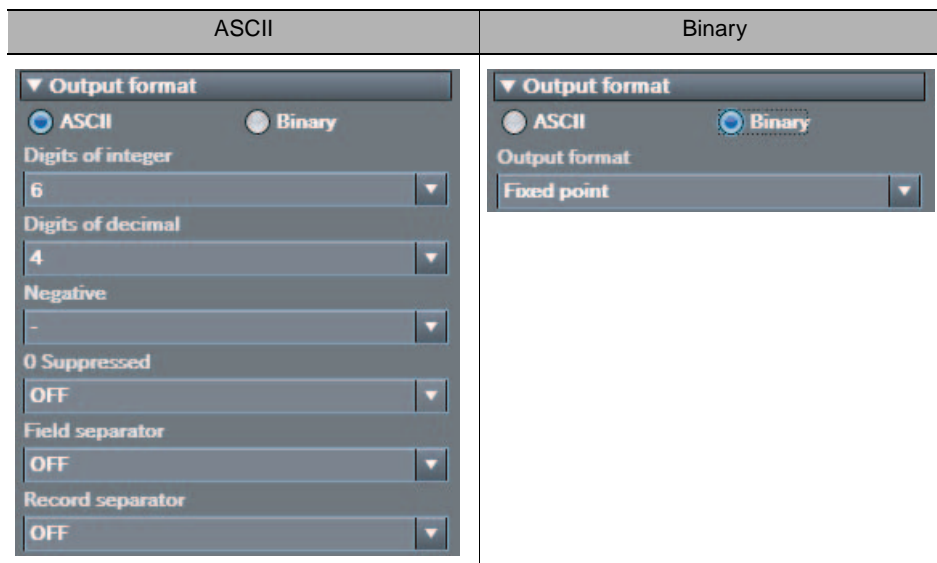 ASCII
Binary
▼ Output format
ASCII Binary
Digits of integer
6
Digits of decimal
4
Negative
-
0 Suppressed
OFF
Field separator
OFF
Record separator
OFF
▼ Output format
ASCII Binary
Output format
Fixed point